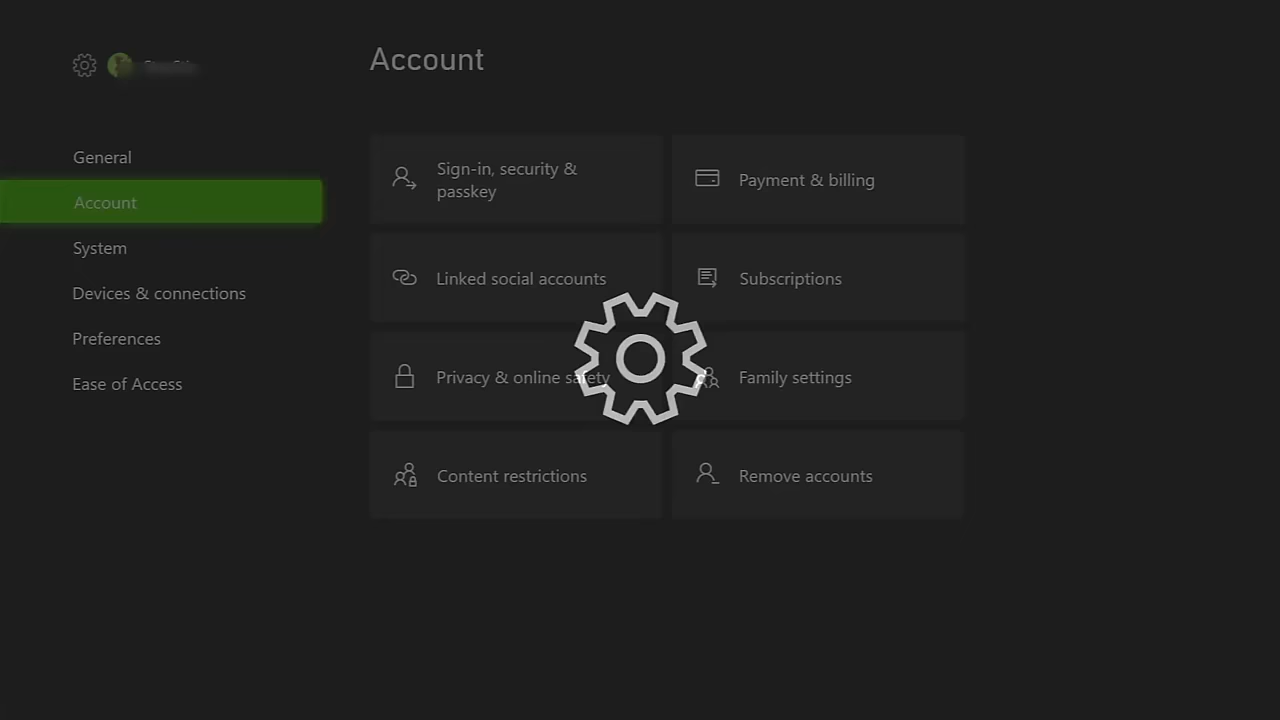 Account
General
Account
System
Devices & connections
Preferences
Ease of Access
Sign-in, security &
passkey
Payment & billing
Linked social accounts
Subscriptions
Privacy & online safety
Family settings
Content restrictions
Remove accounts